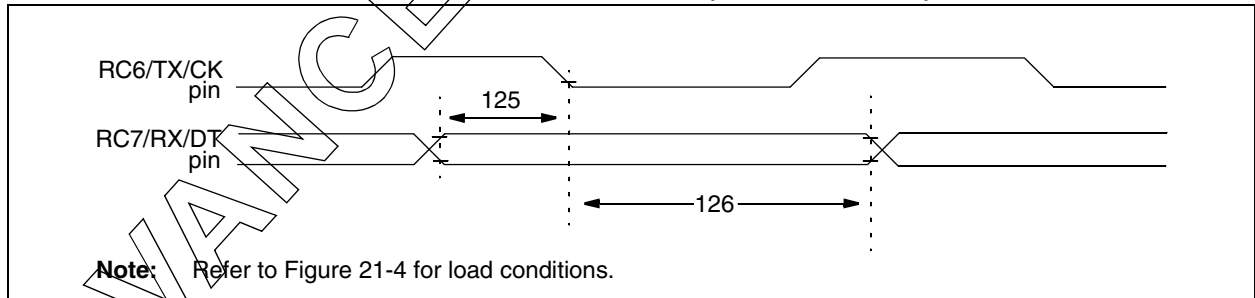 RC6/TX/CK
pin
125
RC7/RX/DT
pin
126
Note: Refer to Figure 21-4 for load conditions.